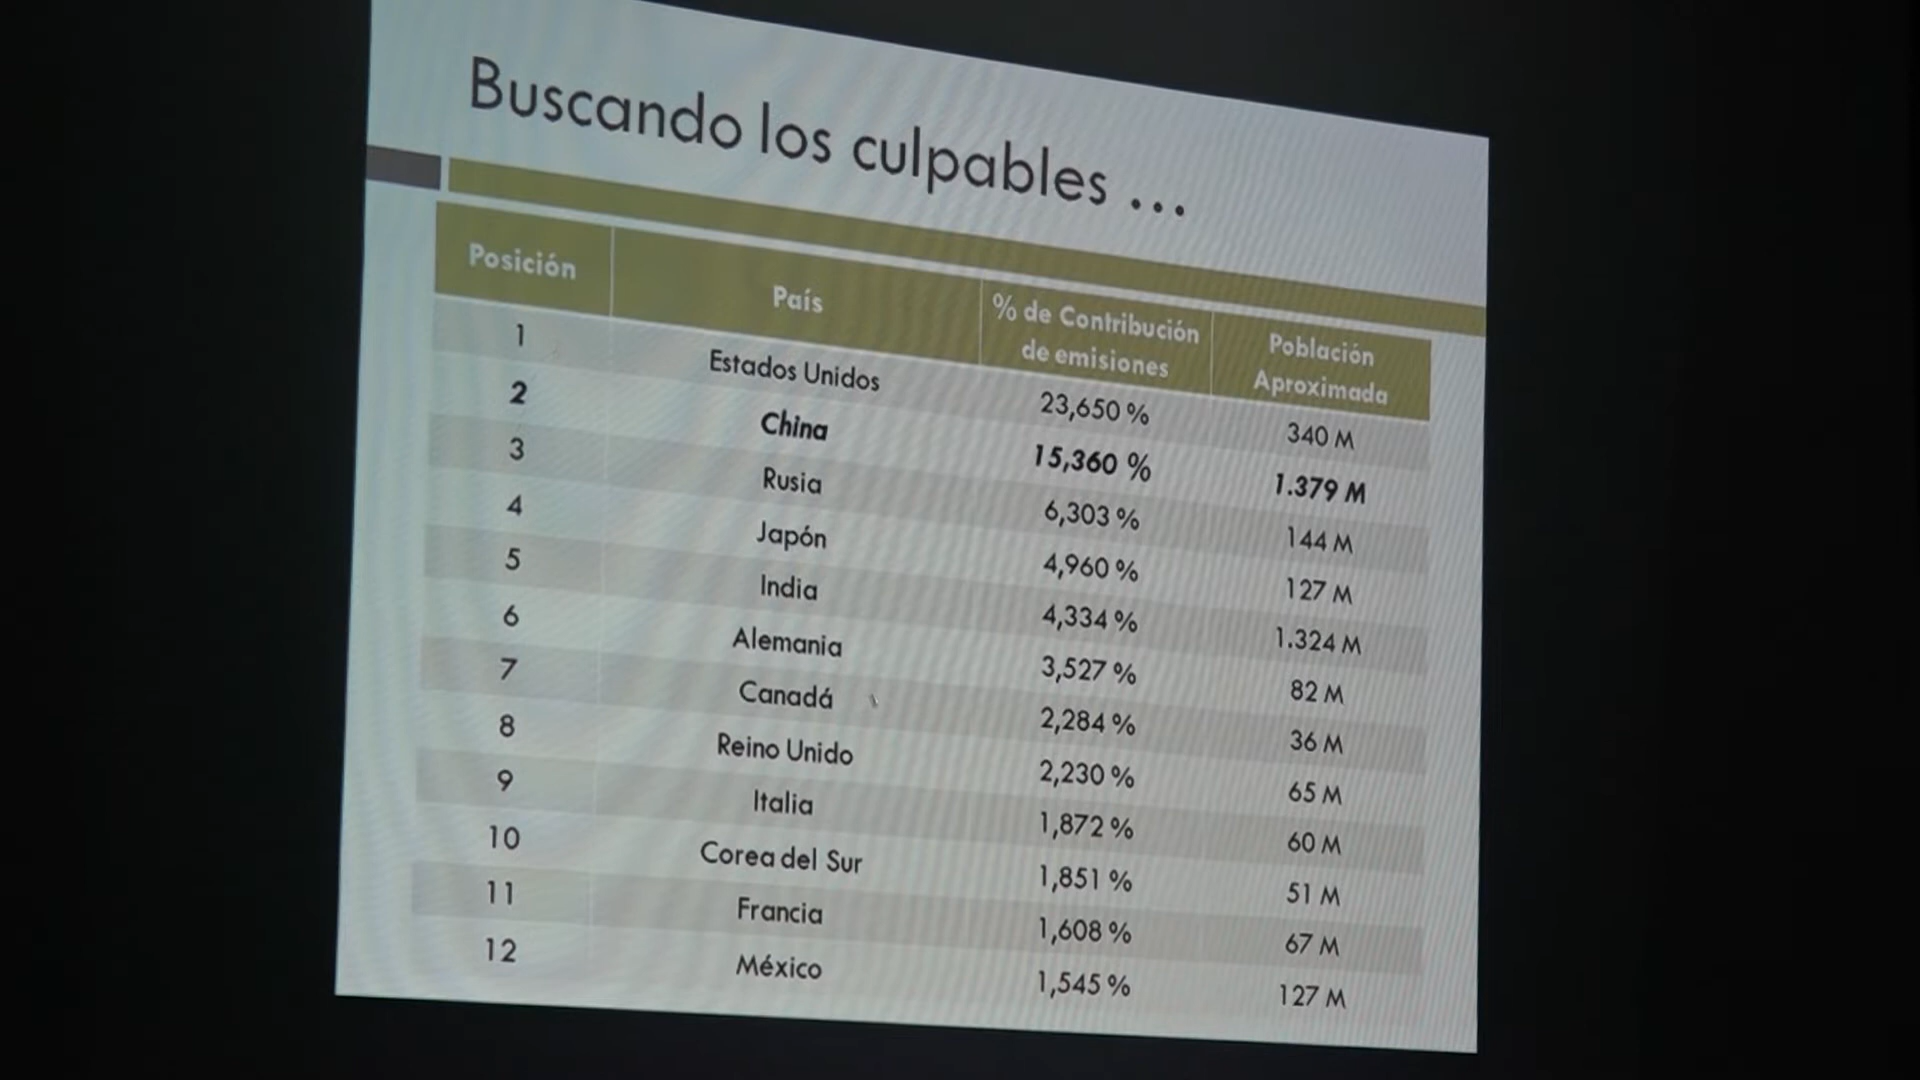 Buscando los culpables ...
Posición País % de Contribución de emisiones Población Aproximada
1 Estados Unidos 23,650 % 340 M
2 China 15,360 % 1.379 M
3 Rusia 6,303 % 144 M
4 Japón 4,960 % 127 M
5 India 4,334 % 1.324 M
6 Alemania 3,527 % 82 M
7 Canadá 2,284 % 36 M
8 Reino Unido 2,230 % 65 M
9 Italia 1,872 % 60 M
10 Corea del Sur 1,851 % 51 M
11 Francia 1,608 % 67 M
12 México 1,545 % 127 M